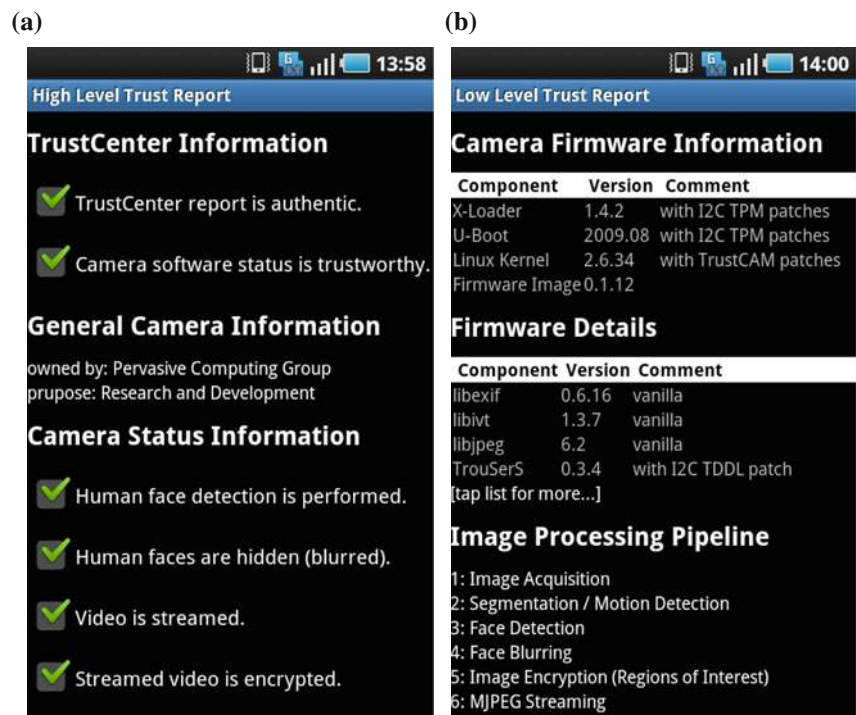 (a)
13:58
High Level Trust Report
TrustCenter Information
TrustCenter report is authentic.
Camera software status is trustworthy.
General Camera Information
owned by: Pervasive Computing Group
prupose: Research and Development
Camera Status Information
Human face detection is performed.
Human faces are hidden (blurred).
Video is streamed.
Streamed video is encrypted.
(b)
14:00
Low Level Trust Report
Camera Firmware Information
Component Version Comment
X-Loader 1.4.2 with I2C TPM patches
U-Boot 2009.08 with I2C TPM patches
Linux Kernel 2.6.34 with TrustCAM patches
Firmware Image 0.1.12
Firmware Details
Component Version Comment
libexif 0.6.16 vanilla
libivt 1.3.7 vanilla
libjpeg 6.2 vanilla
TrouSerS 0.3.4 with I2C TDDL patch
[tap list for more...]
Image Processing Pipeline
1: Image Acquisition
2: Segmentation / Motion Detection
3: Face Detection
4: Face Blurring
5: Image Encryption (Regions of Interest)
6: MJPEG Streaming